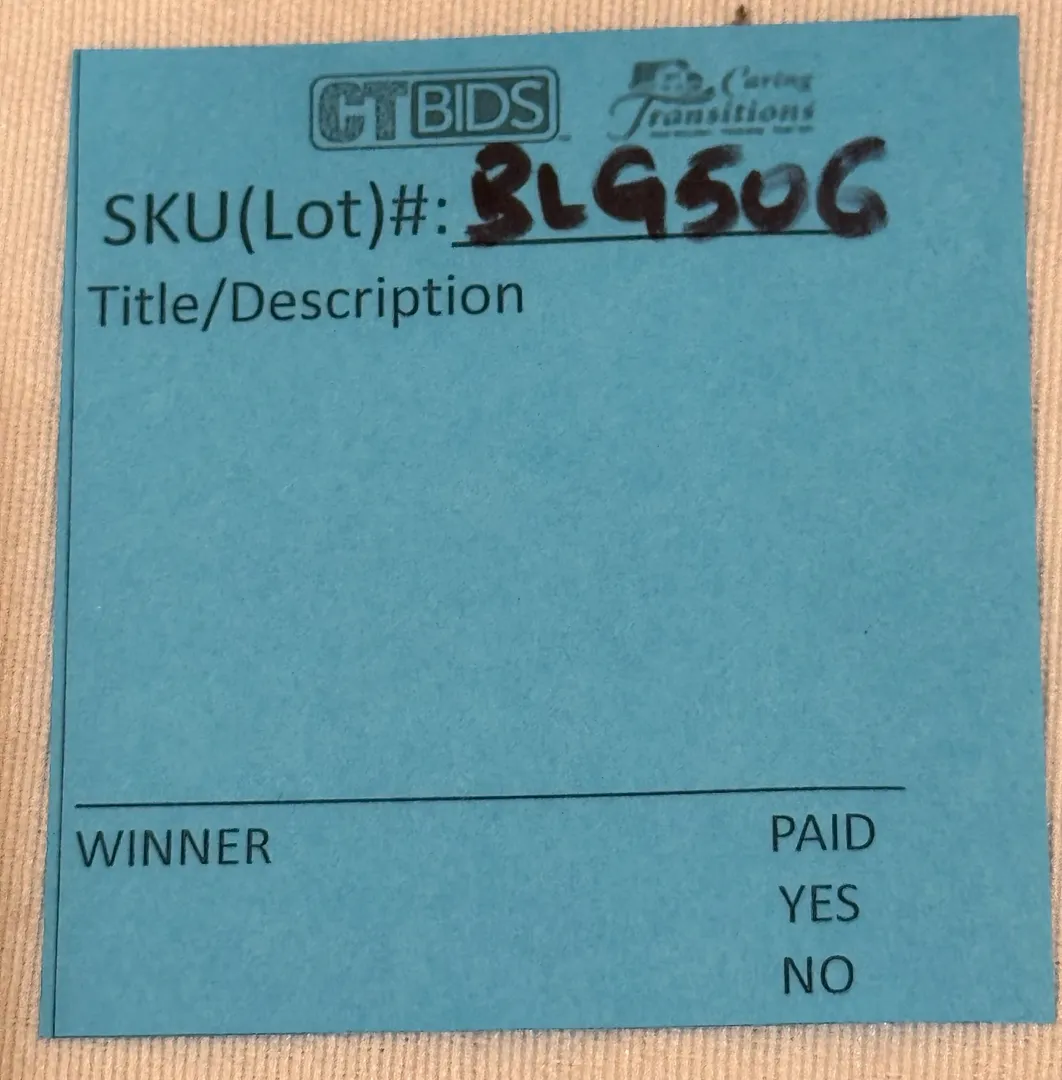 CTBIDS Caring Transitions
SKU(Lot)#: BLG506
Title/Description
WINNER PAID
YES
NO